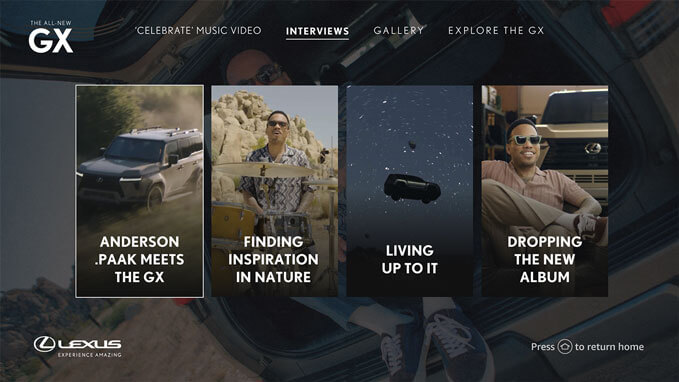 THE ALL-NEW
GX
‘CELEBRATE’ MUSIC VIDEO
INTERVIEWS
GALLERY
EXPLORE THE GX
ANDERSON
.PAAK MEETS
THE GX
FINDING
INSPIRATION
IN NATURE
LIVING
UP TO IT
DROPPING
THE NEW
ALBUM
LEXUS
EXPERIENCE AMAZING
Press to return home